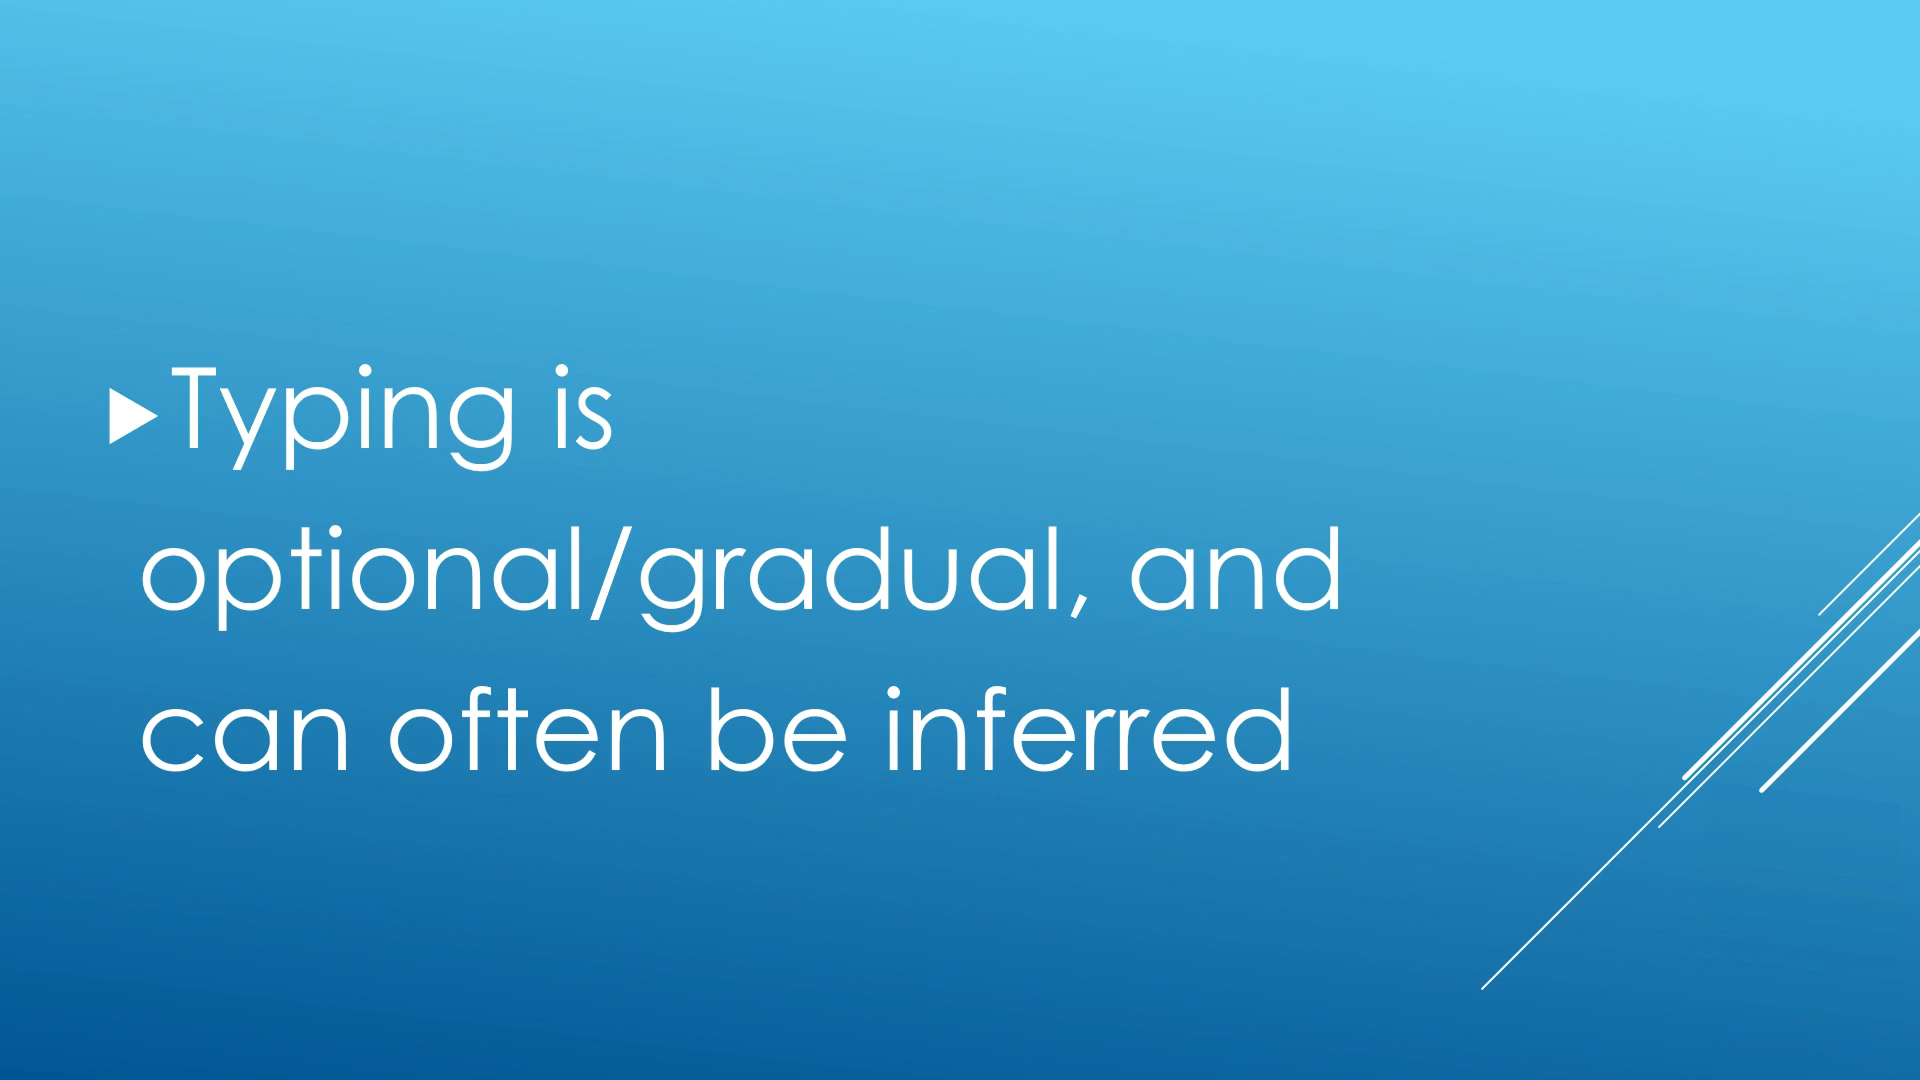 Typing is
optional/gradual, and
can often be inferred